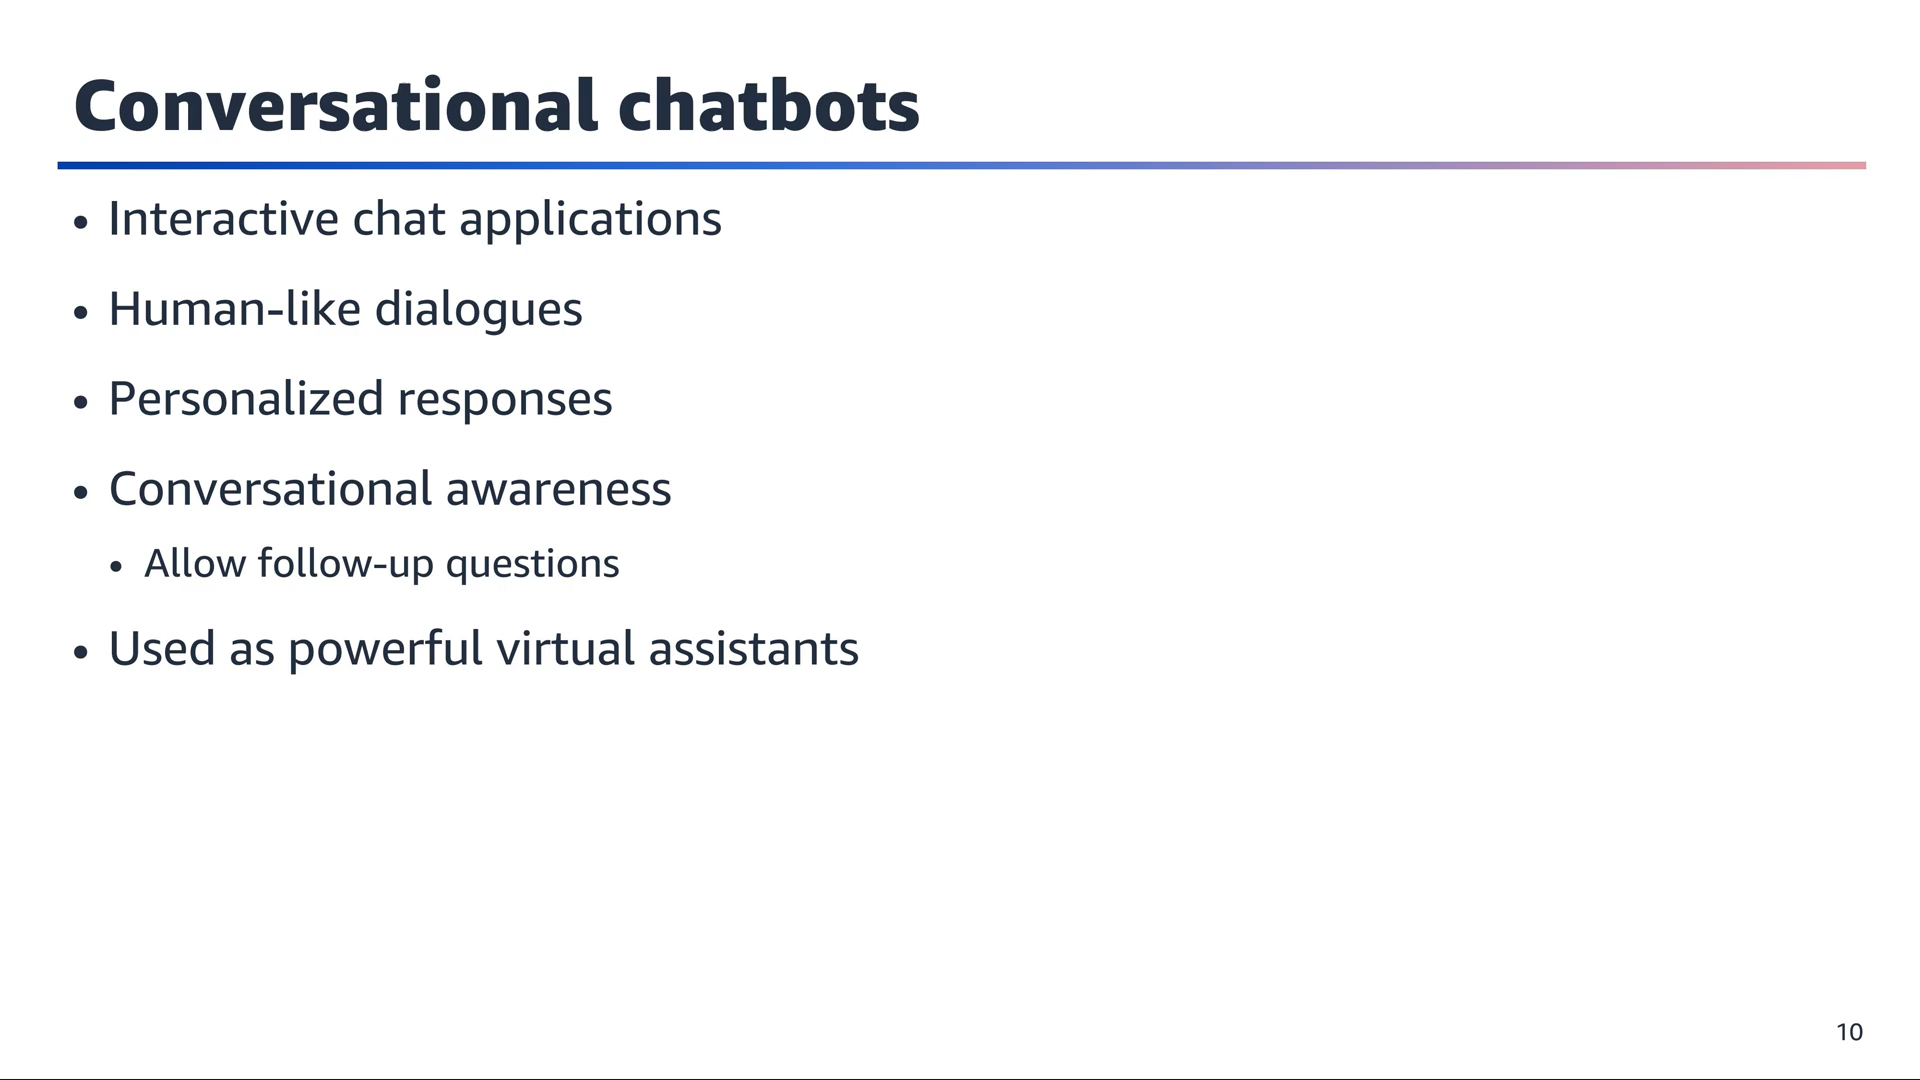 Conversational chatbots
• Interactive chat applications
• Human-like dialogues
• Personalized responses
• Conversational awareness
• Allow follow-up questions
• Used as powerful virtual assistants
10